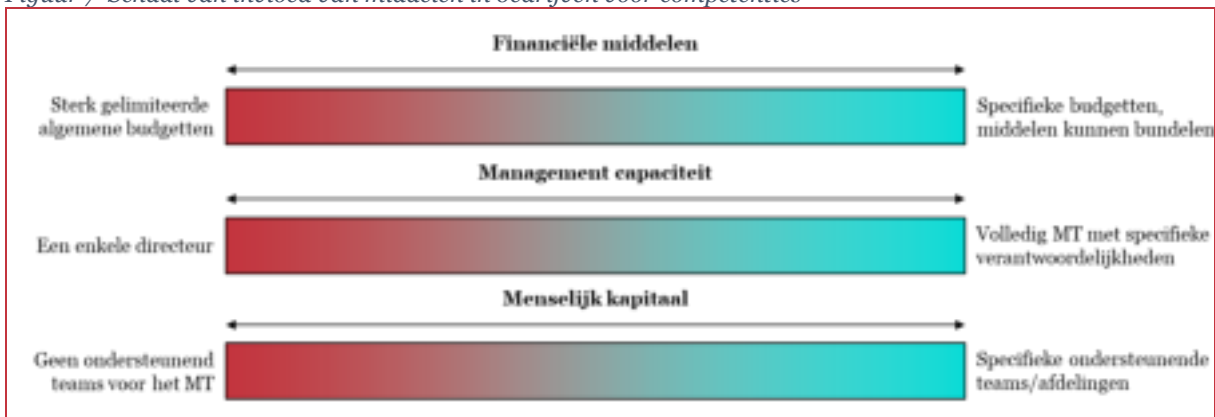 Financiële middelen
Sterk gelimiteerde
algemene budgetten
Specifieke budgetten,
middelen kunnen bundelen
Management capaciteit
Een enkele directeur
Volledig MT met specifieke
verantwoordelijkheden
Menselijk kapitaal
Geen ondersteunend
teams voor het MT
Specifieke ondersteunende
teams/afdelingen